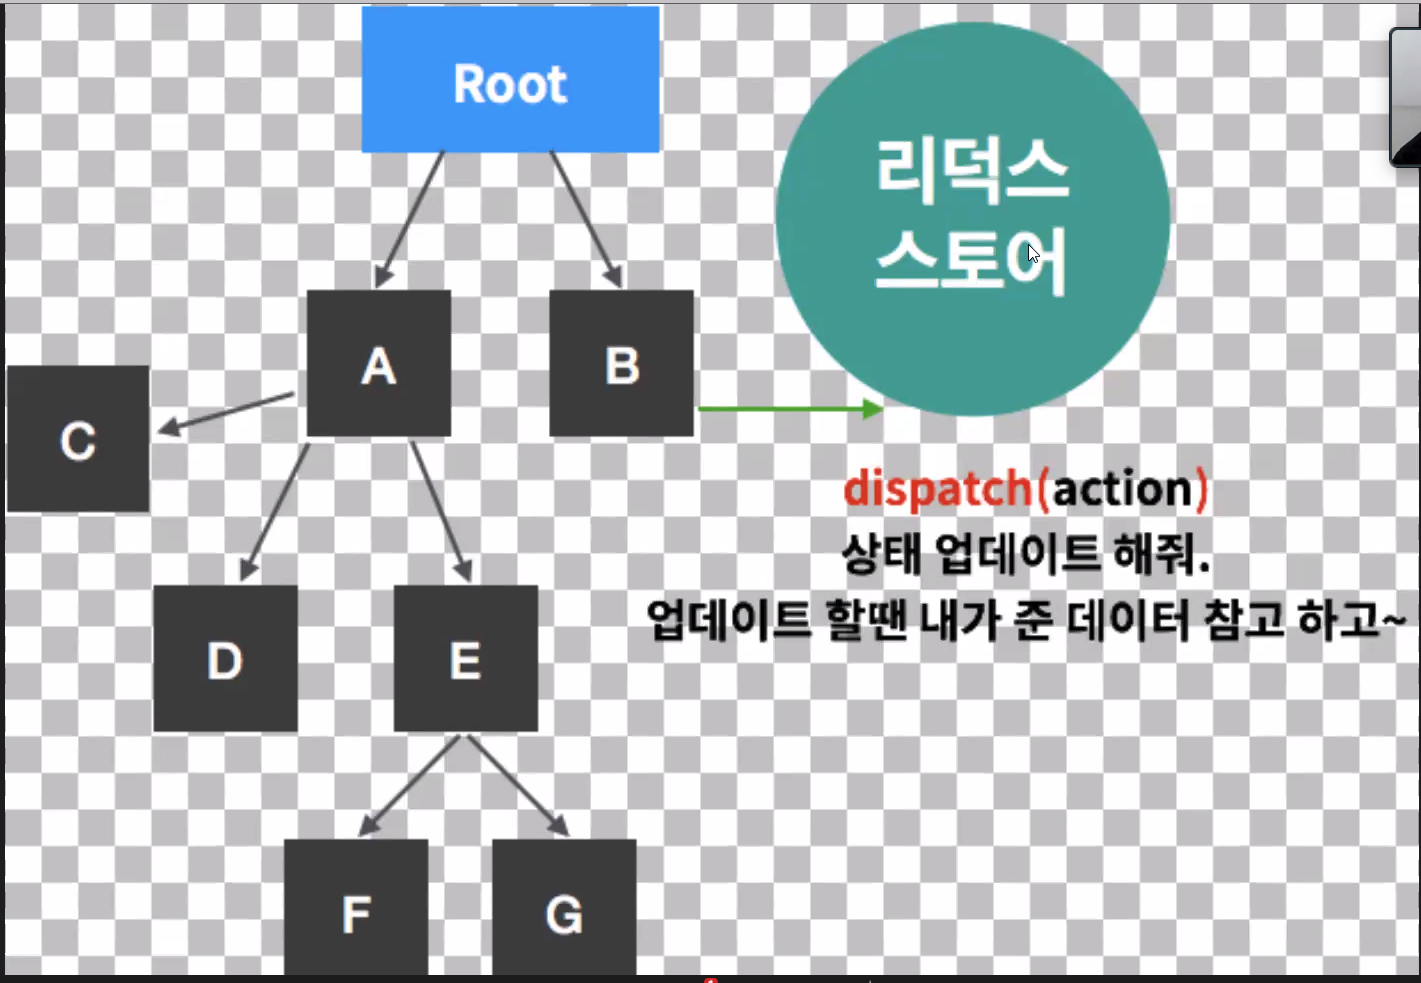 Root
리덕스
스토어
A
B
C
dispatch(action)
상태 업데이트 해줘.
업데이트 할땐 내가 준 데이터 참고 하고~
D
E
F
G